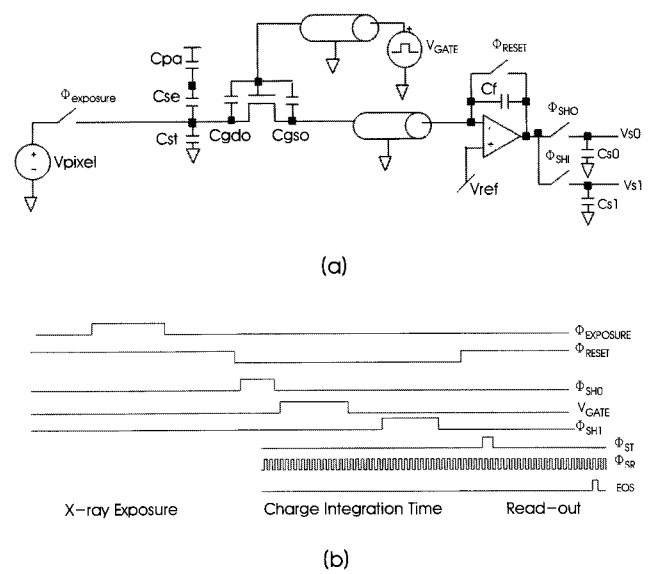 Cpa
Cse
Cst
Φexposure
Vpixel
+
−
Cgdo
Cgso
+
VGATE
ΦRESET
Cf
-
+
Vref
ΦSHO
ΦSHI
Vs0
Cs0
Vs1
Cs1
(a)
ΦEXPOSURE
ΦRESET
ΦSH0
VGATE
ΦSH1
ΦST
ΦSR
EOS
X-ray Exposure
Charge Integration Time
Read-out
(b)